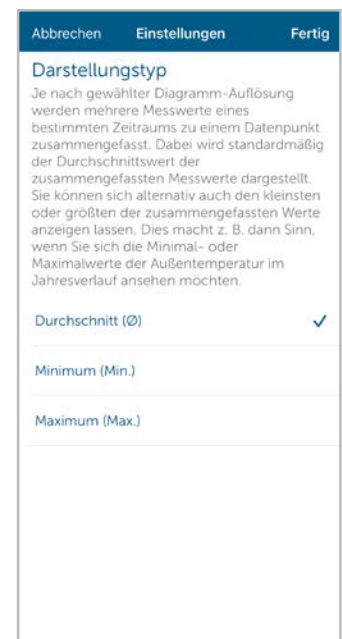 Abbrechen Einstellungen Fertig
Darstellungstyp
Je nach gewählter Diagramm-Auflösung
werden mehrere Messwerte eines
bestimmten Zeitraums zu einem Datenpunkt
zusammengefasst. Dabei wird standardmäßig
der Durchschnittswert der
zusammengefassten Messwerte dargestellt.
Sie können sich alternativ auch den kleinsten
oder größten der zusammengefassten Werte
anzeigen lassen. Dies macht z. B. dann Sinn,
wenn Sie sich die Minimal- oder
Maximalwerte der Außentemperatur im
Jahresverlauf ansehen möchten.
Durchschnitt (Ø)
Minimum (Min.)
Maximum (Max.)